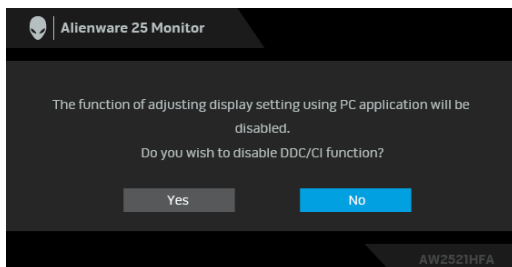 Alienware 25 Monitor
The function of adjusting display setting using PC application will be
disabled.
Do you wish to disable DDC/CI function?
Yes No
AW2521HFA